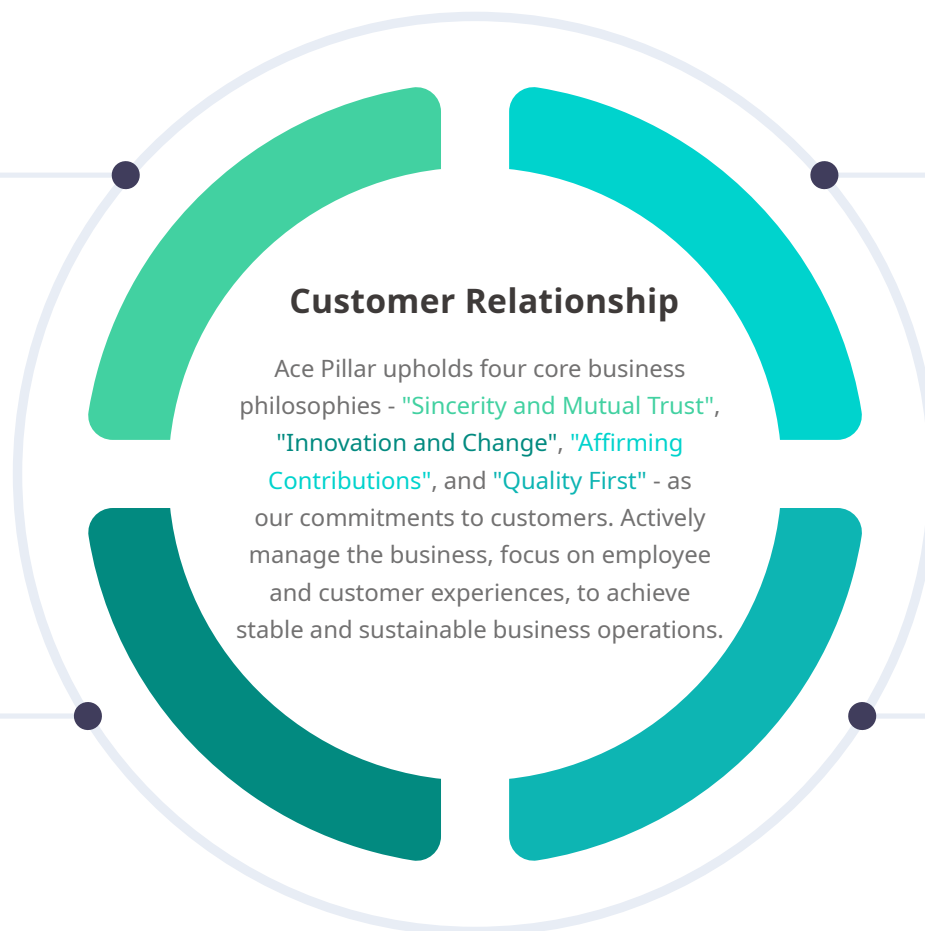 Customer Relationship
Ace Pillar upholds four core business
philosophies - "Sincerity and Mutual Trust",
"Innovation and Change", "Affirming
Contributions", and "Quality First" - as
our commitments to customers. Actively
manage the business, focus on employee
and customer experiences, to achieve
stable and sustainable business operations.